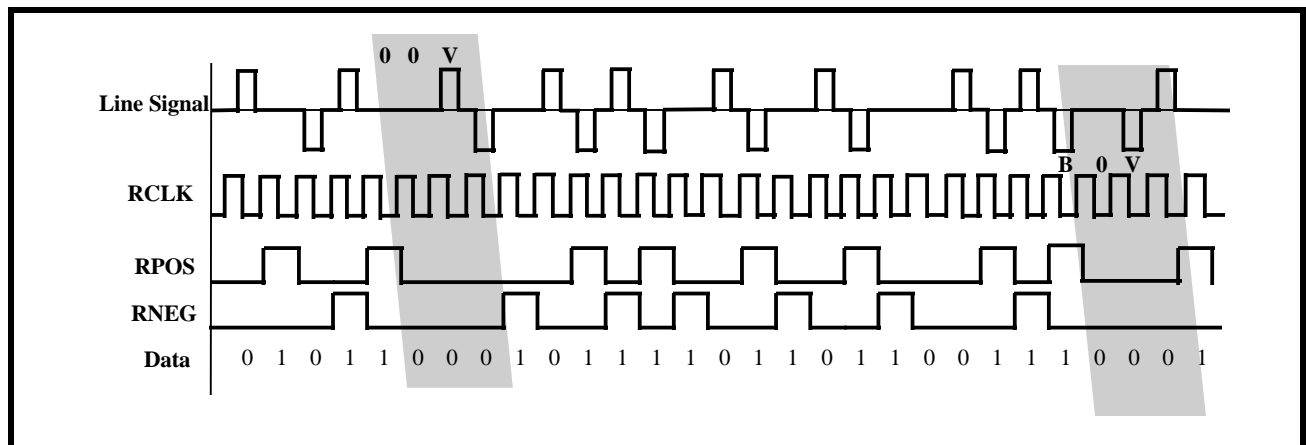 0 0 V
Line Signal
B 0 V
RCLK
RPOS
RNEG
Data 0 1 0 1 1 0 0 0 1 0 1 1 1 1 0 1 1 0 1 1 0 0 1 1 1 0 0 0 1